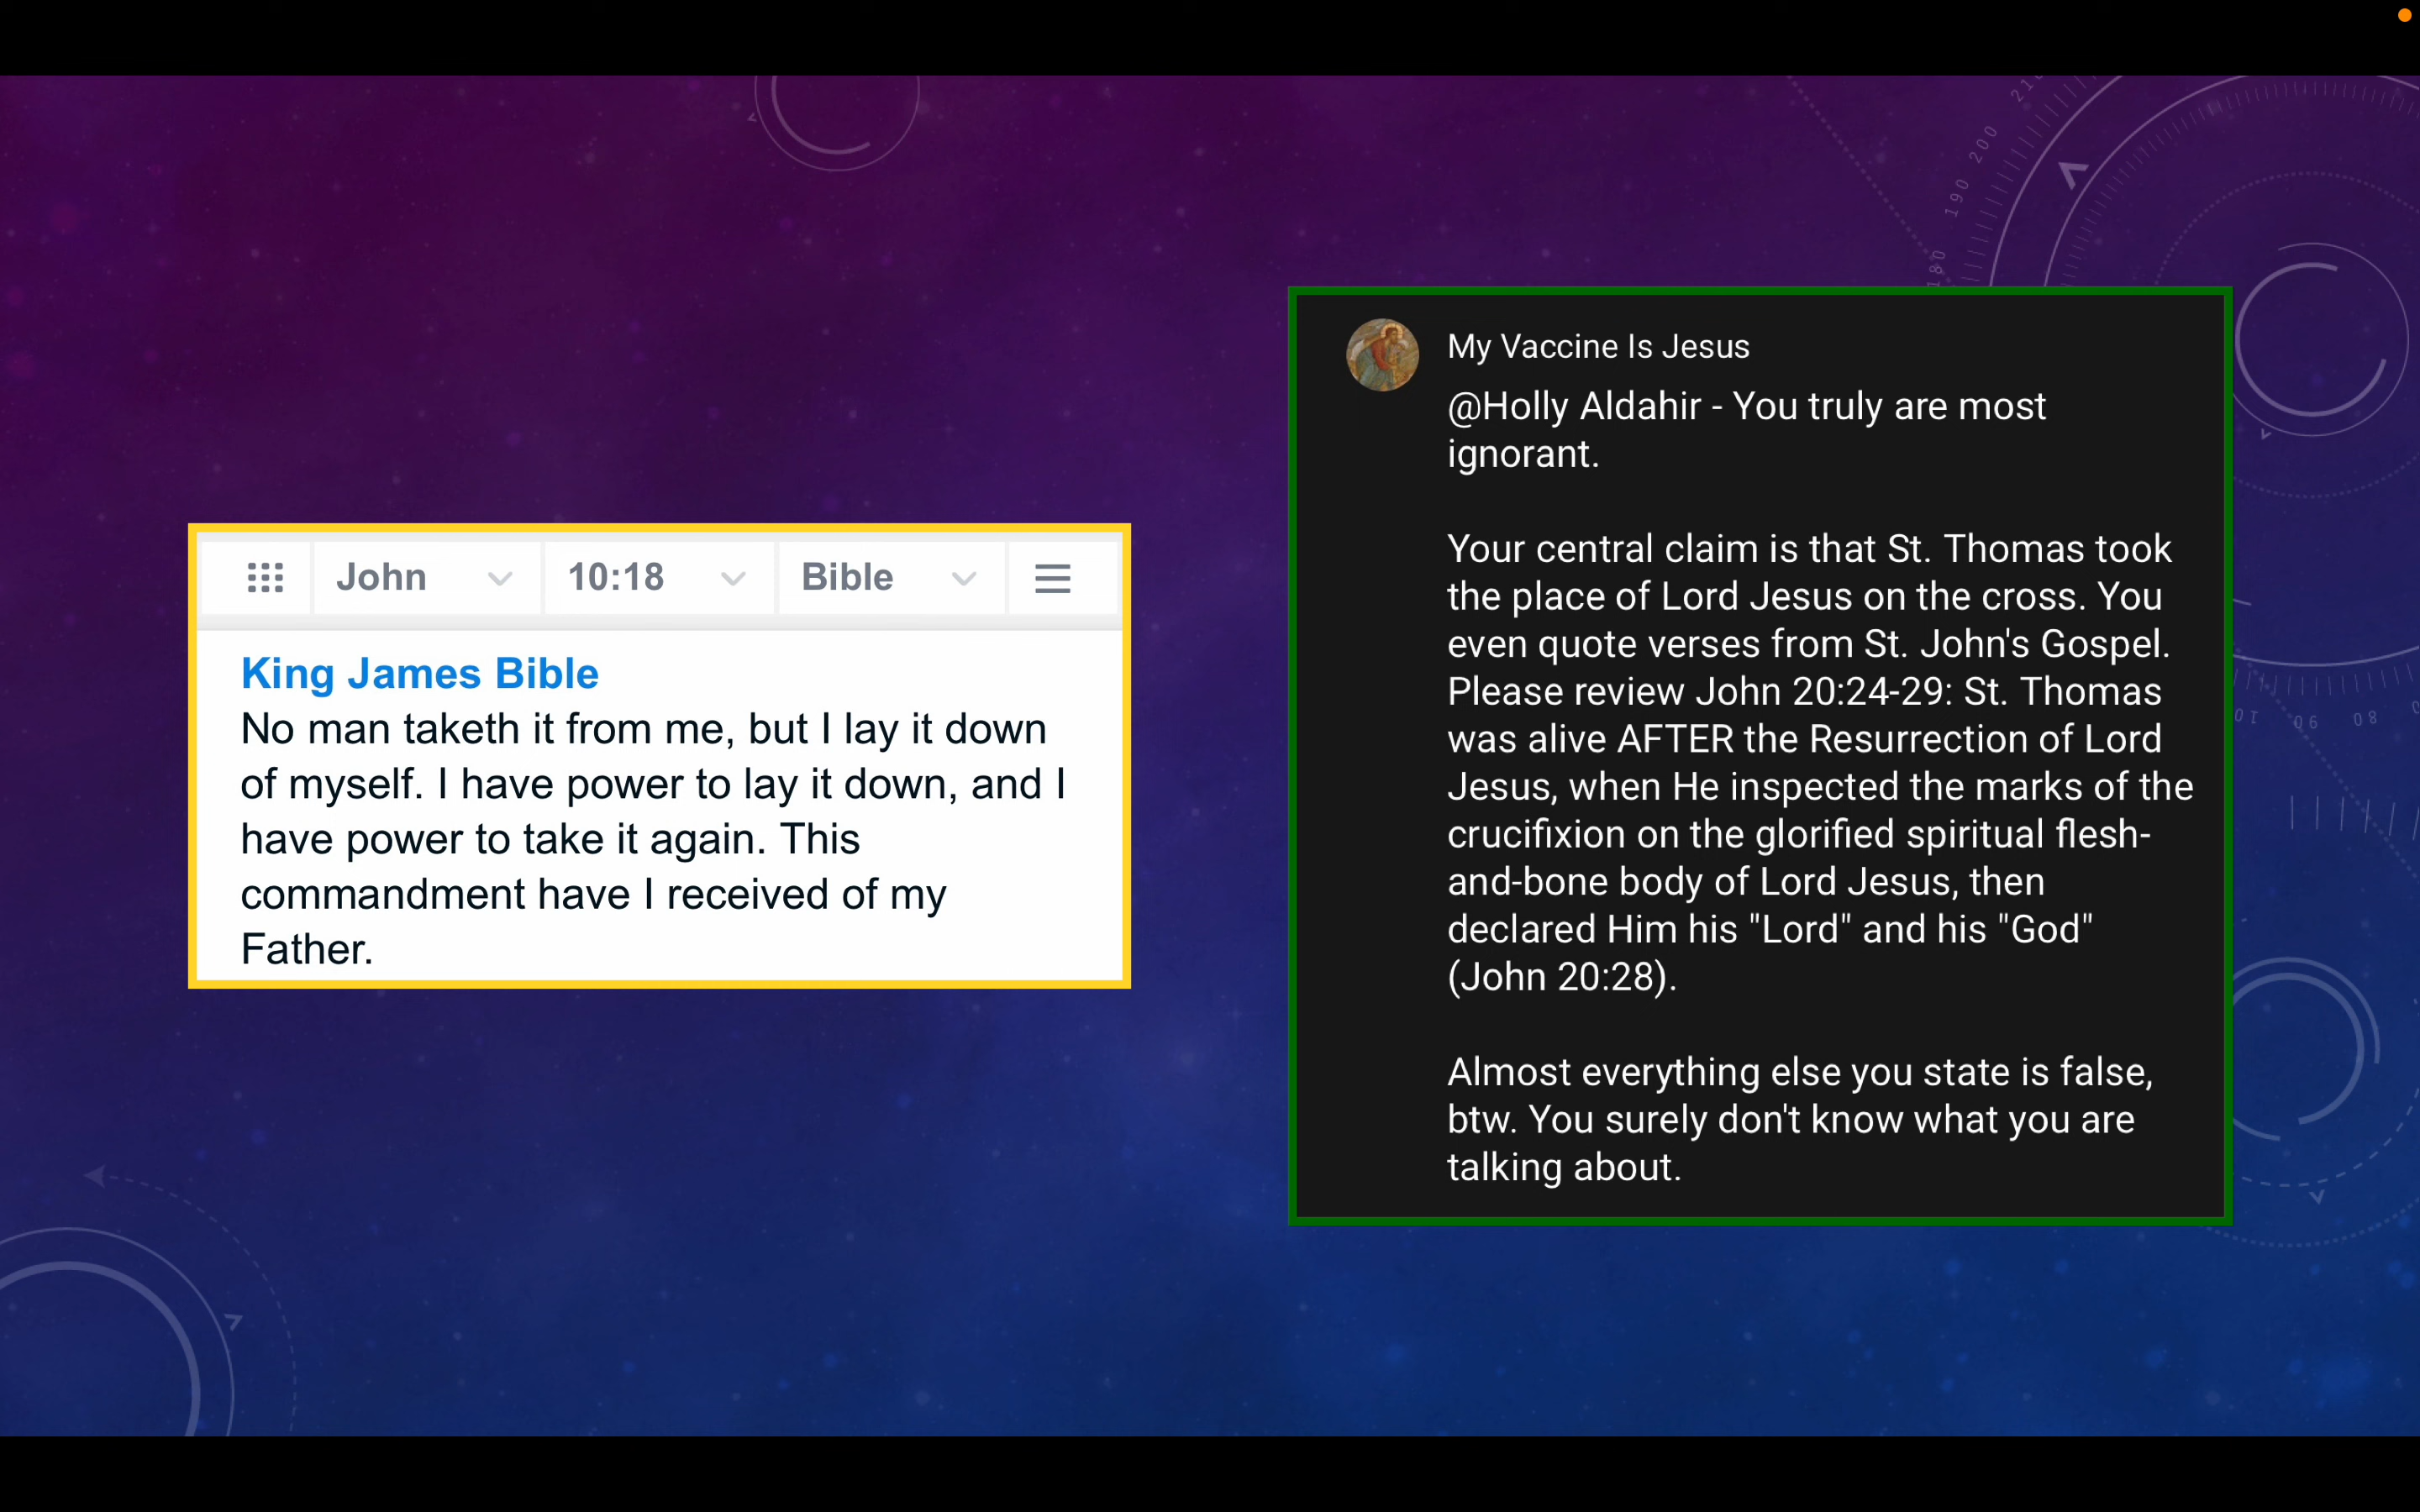 John 10:18 Bible
King James Bible
No man taketh it from me, but I lay it down
of myself. I have power to lay it down, and I
have power to take it again. This
commandment have I received of my
Father.
My Vaccine Is Jesus
@Holly Aldahir - You truly are most
ignorant.
Your central claim is that St. Thomas took
the place of Lord Jesus on the cross. You
even quote verses from St. John's Gospel.
Please review John 20:24-29: St. Thomas
was alive AFTER the Resurrection of Lord
Jesus, when He inspected the marks of the
crucifixion on the glorified spiritual flesh-
and-bone body of Lord Jesus, then
declared Him his "Lord" and his "God"
(John 20:28).
Almost everything else you state is false,
btw. You surely don't know what you are
talking about.
180 190 200
90 80